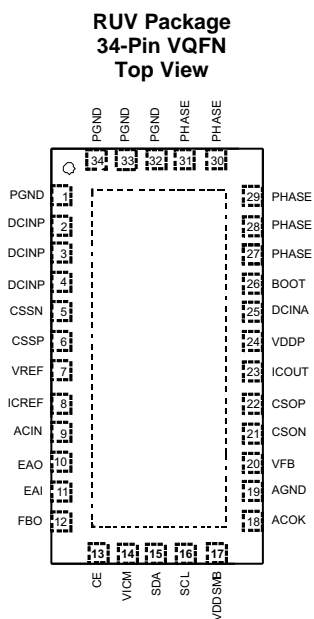 RUV Package
34-Pin VQFN
Top View
PGND
PGND
PGND
PHASE
PHASE
34
33
32
31
30
PGND 1
DCINP 2
DCINP 3
DCINP 4
CSSN 5
CSSP 6
VREF 7
ICREF 8
ACIN 9
EAO 10
EAI 11
FBO 12
29 PHASE
28 PHASE
27 PHASE
26 BOOT
25 DCINA
24 VDDP
23 ICOUT
22 CSOP
21 CSON
20 VFB
19 AGND
18 ACOK
13
14
15
16
17
CE
VICM
SDA
SCL
VDDSMB